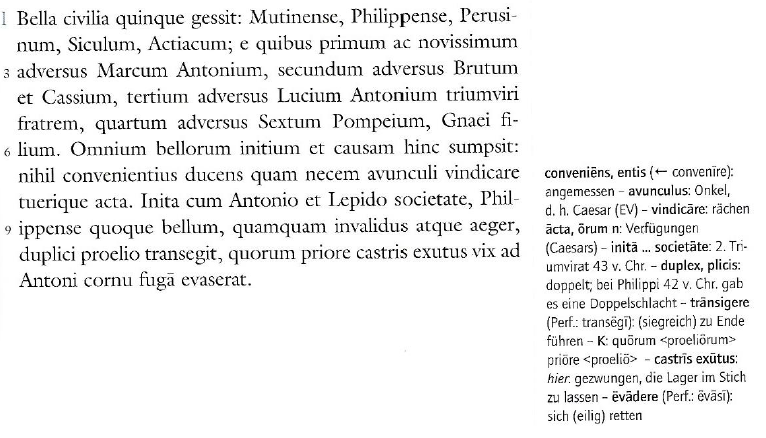 1 Bella civilia quinque gessit: Mutinense, Philippense, Perusi-
num, Siculum, Actiacum; e quibus primum ac novissimum
3 adversus Marcum Antonium, secundum adversus Brutum
et Cassium, tertium adversus Lucium Antonium triumviri
fratrem, quartum adversus Sextum Pompeium, Gnaei fi-
6 lium. Omnium bellorum initium et causam hinc sumpsit:
nihil convenientius ducens quam necem avunculi vindicare
tuerique acta. Inita cum Antonio et Lepido societate, Phil-
9 ippense quoque bellum, quamquam invalidus atque aeger,
duplici proelio transegit, quorum priore castris exutus vix ad
Antoni cornu fugā evaserat.
conveniēns, entis (← convenīre):
angemessen – avunculus: Onkel,
d. h. Caesar (EV) – vindicāre: rächen
ācta, ōrum n: Verfügungen
(Caesars) – initā ... societāte: 2. Tri-
umvirat 43 v. Chr. – duplex, plicis:
doppelt; bei Philippi 42 v. Chr. gab
es eine Doppelschlacht – trānsigere
(Perf.: transēgī): (siegreich) zu Ende
führen – K: quōrum <proeliōrum>
priōre <proeliō> – castrīs exūtus:
hier: gezwungen, die Lager im Stich
zu lassen – ēvādere (Perf.: ēvāsī):
sich (eilig) retten